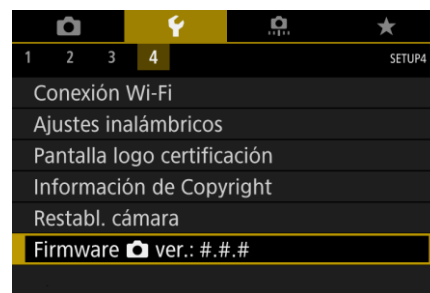 1 2 3 4 SETUP4
Conexión Wi-Fi
Ajustes inalámbricos
Pantalla logo certificación
Información de Copyright
Restabl. cámara
Firmware ver.: #.#.#